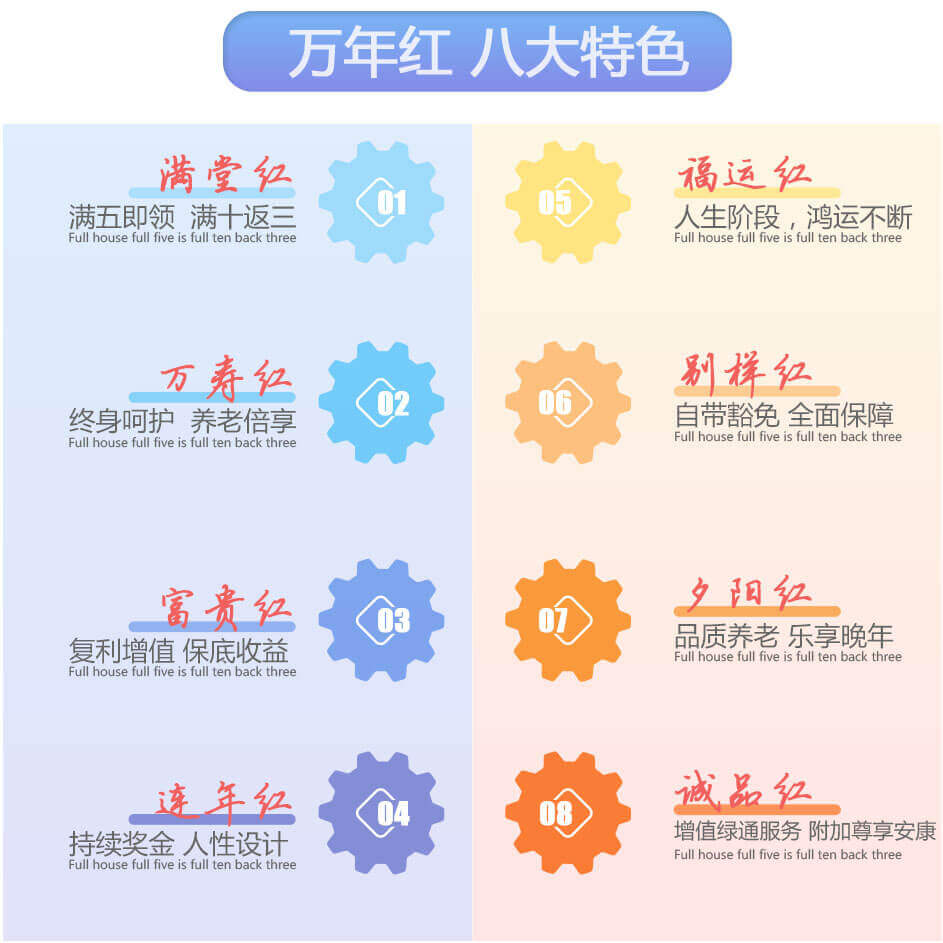 万年红 八大特色
满堂红
满五即领 满十返三
Full house full five is full ten back three
01
万寿红
终身呵护 养老倍享
Full house full five is full ten back three
02
富贵红
复利增值 保底收益
Full house full five is full ten back three
03
连年红
持续奖金 人性设计
Full house full five is full ten back three
04
05
福运红
人生阶段，鸿运不断
Full house full five is full ten back three
06
别样红
自带豁免 全面保障
Full house full five is full ten back three
07
夕阳红
品质养老 乐享晚年
Full house full five is full ten back three
08
诚品红
增值绿通服务 附加尊享安康
Full house full five is full ten back three